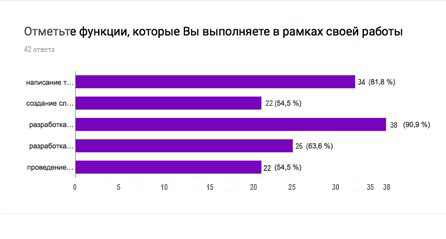 Отметьте функции, которые Вы выполняете в рамках своей работы
42 ответа
написание т... 34 (81,8 %)
создание сл... 22 (54,5 %)
разработка... 38 (90,9 %)
разработка... 26 (63,6 %)
проведение... 22 (54,5 %)
0 5 10 15 20 25 30 35 38